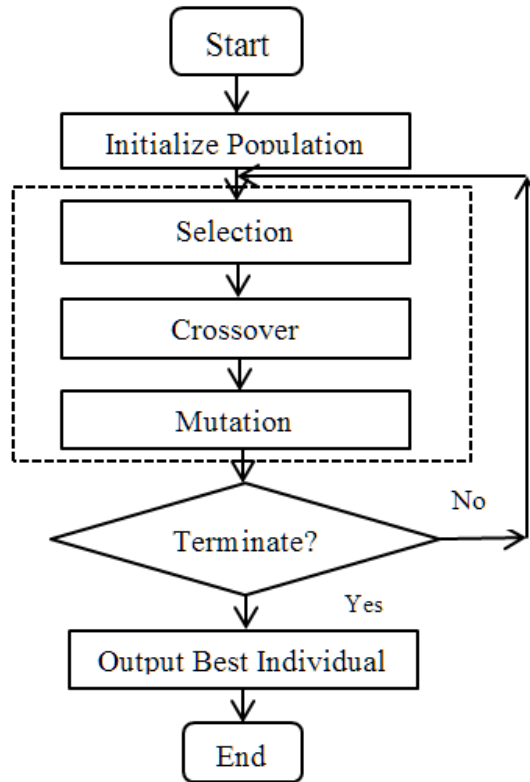 Start
Initialize Population
Selection
Crossover
Mutation
Terminate?
No
Yes
Output Best Individual
End